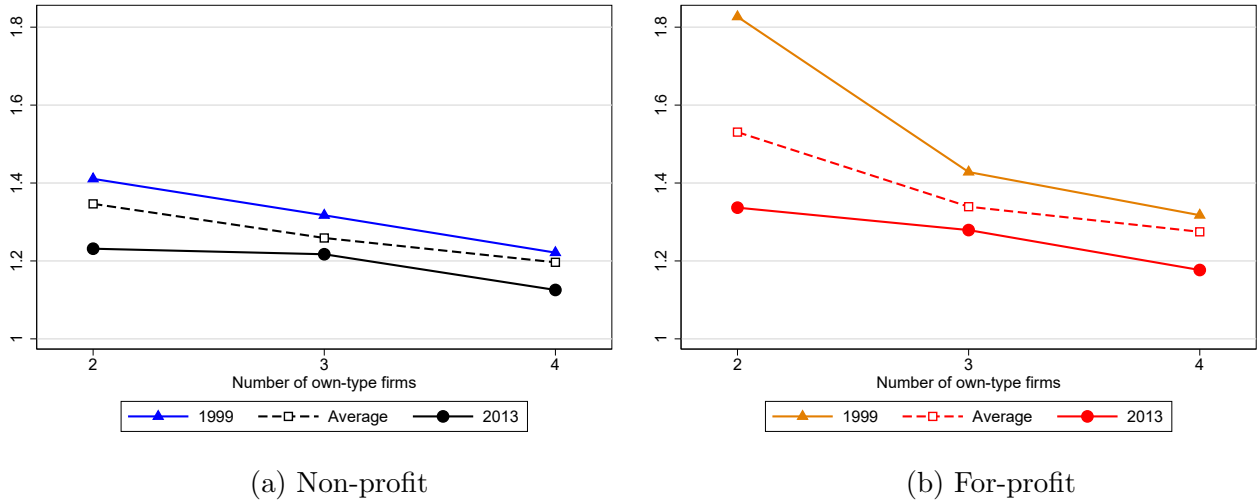 1.8
1.6
1.4
1.2
1
2 3 4
Number of own-type firms
1999 Average 2013
(a) Non-profit
1.8
1.6
1.4
1.2
1
2 3 4
Number of own-type firms
1999 Average 2013
(b) For-profit